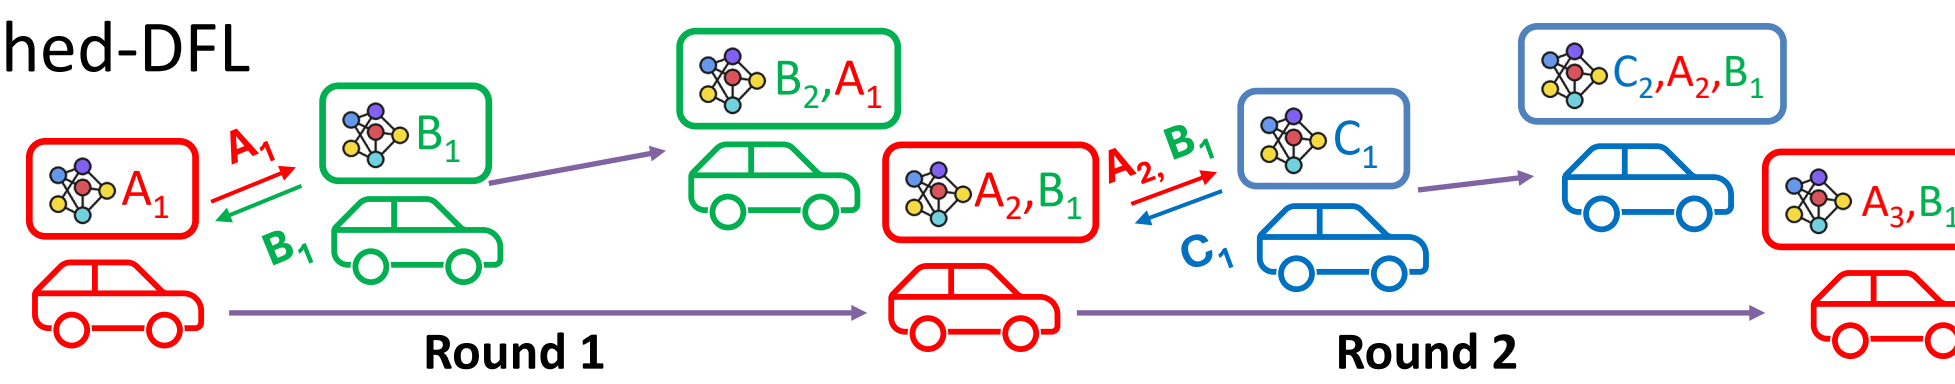 hed-DFL
A1
A1
B1
B1
B2,A1
A2,B1
A2, B1
C1
C1
C2,A2,B1
A3,B1
Round 1
Round 2